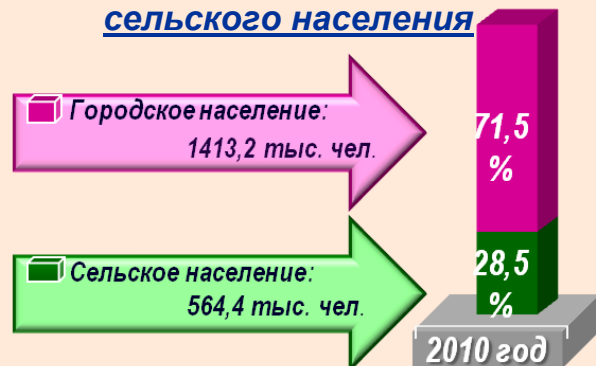 сельского населения
Городское население:
1413,2 тыс. чел.
71,5
%
Сельское население:
564,4 тыс. чел.
28,5
%
2010 год